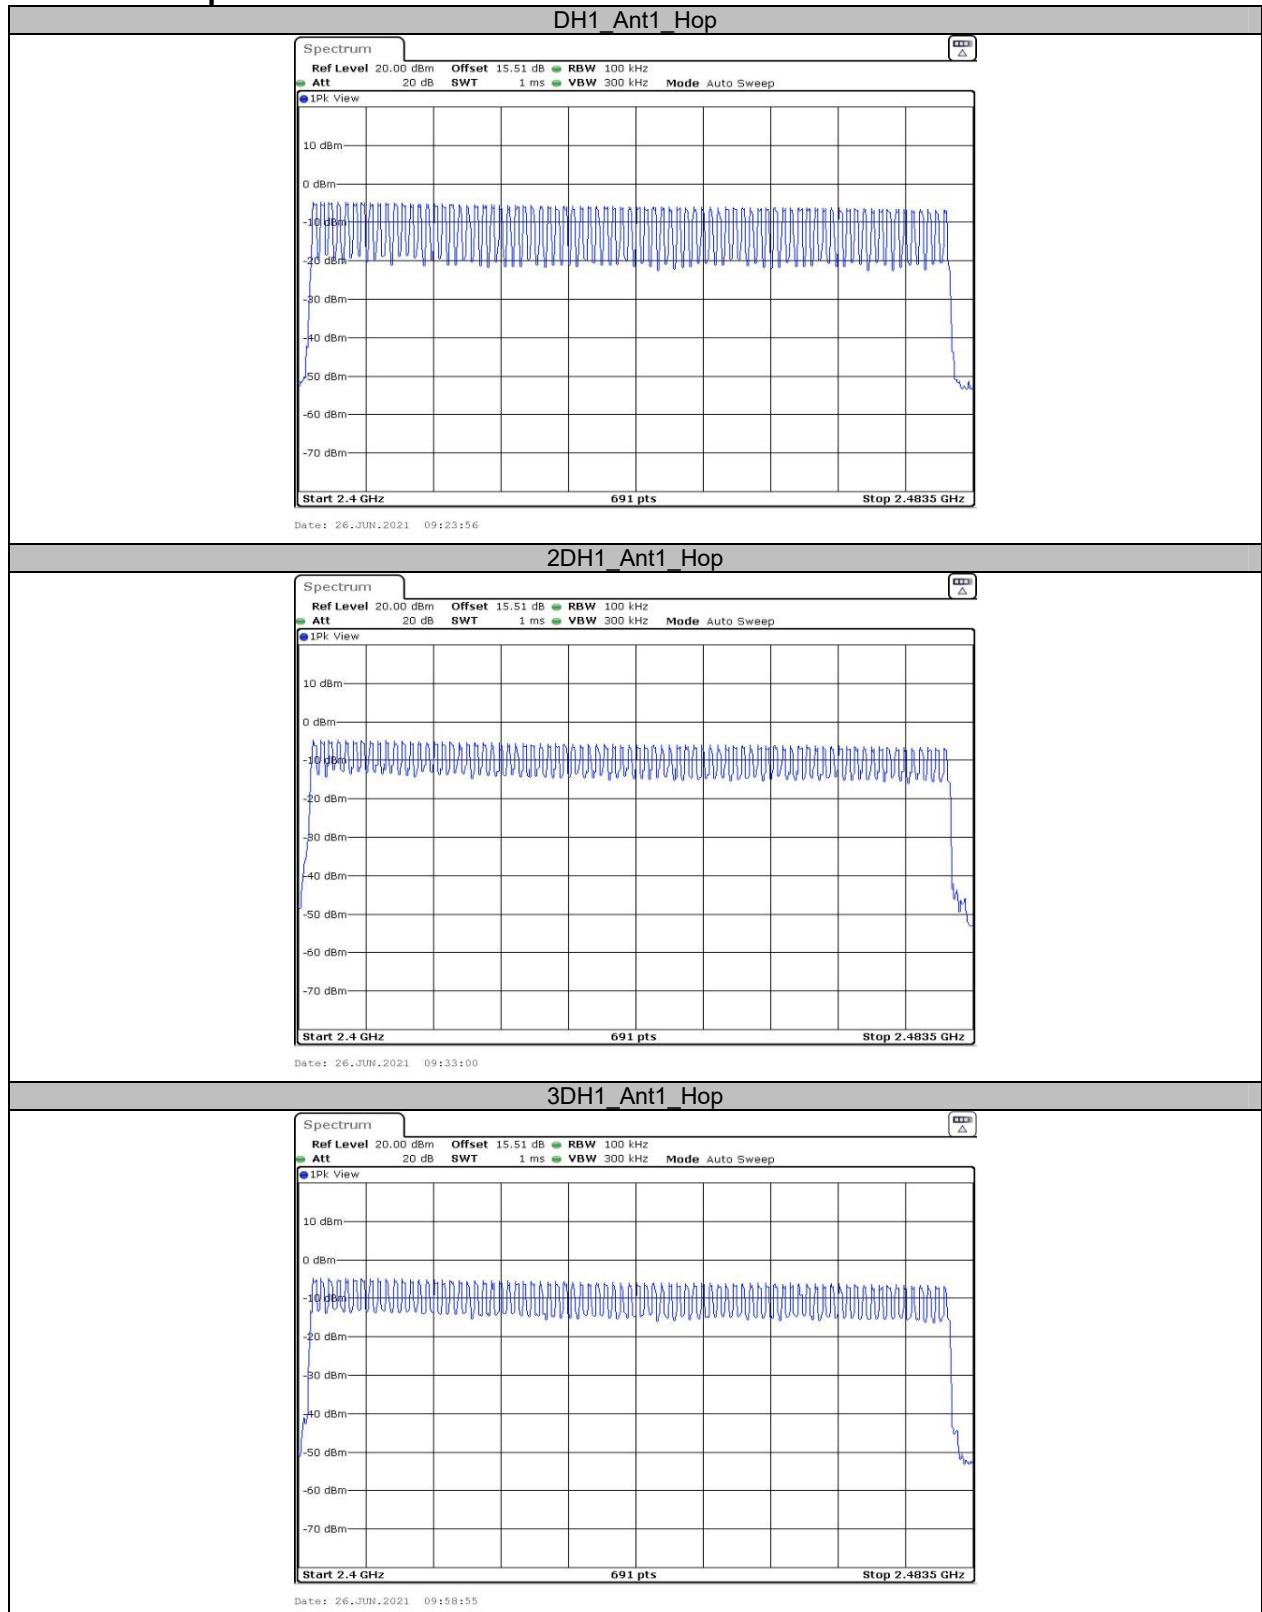 DH1_Ant1_Hop
Spectrum
Ref Level 20.00 dBm Offset 15.51 dB RBW 100 kHz
Att 20 dB SWT 1 ms VBW 300 kHz Mode Auto Sweep
1Pk View
10 dBm
0 dBm
-10 dBm
-20 dBm
-30 dBm
-40 dBm
-50 dBm
-60 dBm
-70 dBm
Start 2.4 GHz 691 pts Stop 2.4835 GHz
Date: 26.JUN.2021 09:23:56
2DH1_Ant1_Hop
Spectrum
Ref Level 20.00 dBm Offset 15.51 dB RBW 100 kHz
Att 20 dB SWT 1 ms VBW 300 kHz Mode Auto Sweep
1Pk View
10 dBm
0 dBm
-10 dBm
-20 dBm
-30 dBm
-40 dBm
-50 dBm
-60 dBm
-70 dBm
Start 2.4 GHz 691 pts Stop 2.4835 GHz
Date: 26.JUN.2021 09:33:00
3DH1_Ant1_Hop
Spectrum
Ref Level 20.00 dBm Offset 15.51 dB RBW 100 kHz
Att 20 dB SWT 1 ms VBW 300 kHz Mode Auto Sweep
1Pk View
10 dBm
0 dBm
-10 dBm
-20 dBm
-30 dBm
-40 dBm
-50 dBm
-60 dBm
-70 dBm
Start 2.4 GHz 691 pts Stop 2.4835 GHz
Date: 26.JUN.2021 09:58:55